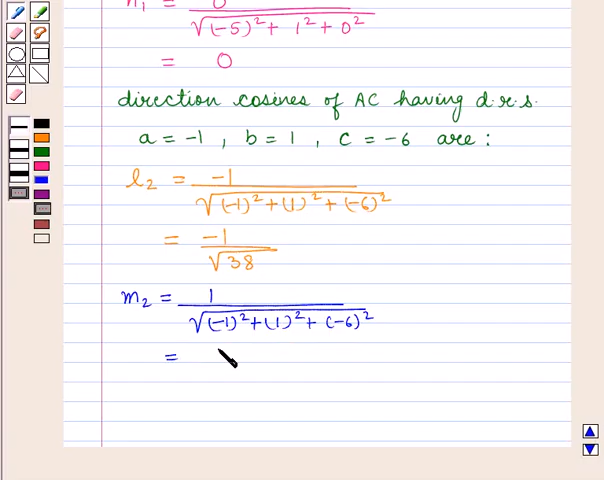 n₁ = 0 / √((-5)² + 1² + 0²)
= 0
direction cosines of AC having d.r.s.
a = -1 , b = 1 , c = -6 are :
l₂ = -1 / √((-1)² + (1)² + (-6)²)
= -1 / √38
m₂ = 1 / √((-1)² + (1)² + (-6)²)
=